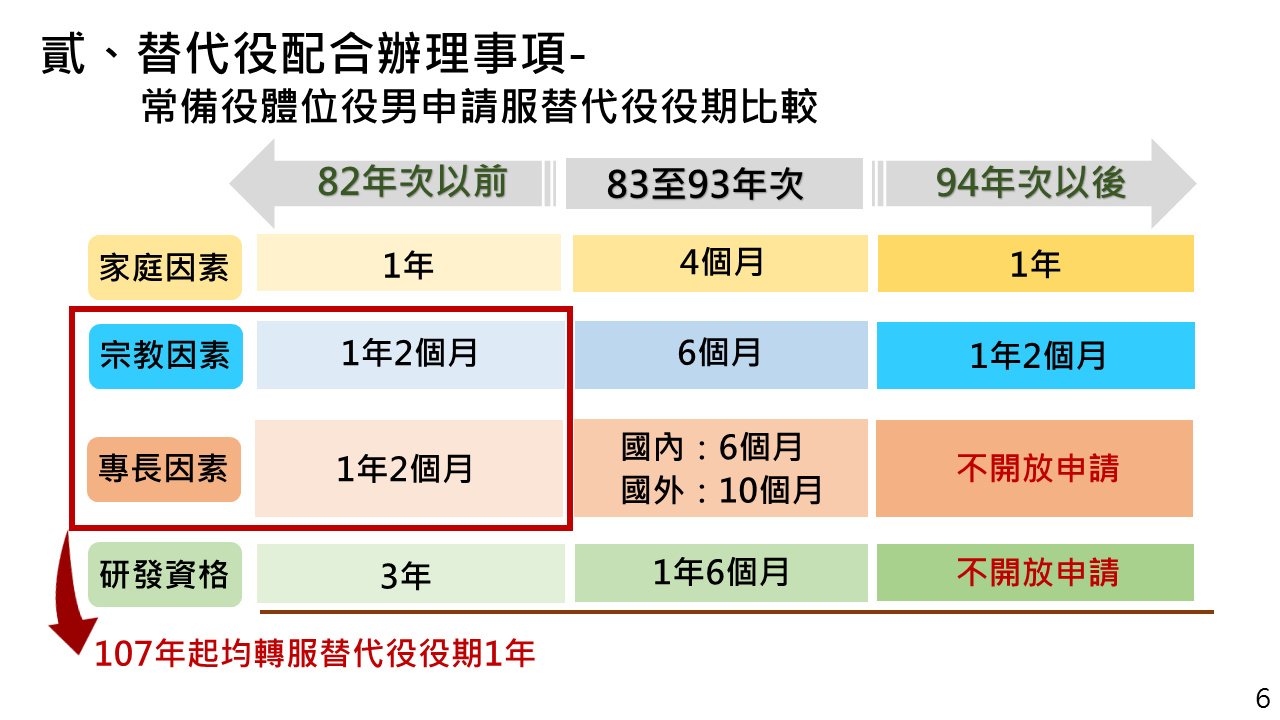 貳、替代役配合辦理事項-
常備役體位役男申請服替代役役期比較
82年次以前 83至93年次 94年次以後
家庭因素 1年 4個月 1年
宗教因素 1年2個月 6個月 1年2個月
專長因素 1年2個月 國內：6個月 不開放申請
國外：10個月
研發資格 3年 1年6個月 不開放申請
107年起均轉服替代役役期1年
6